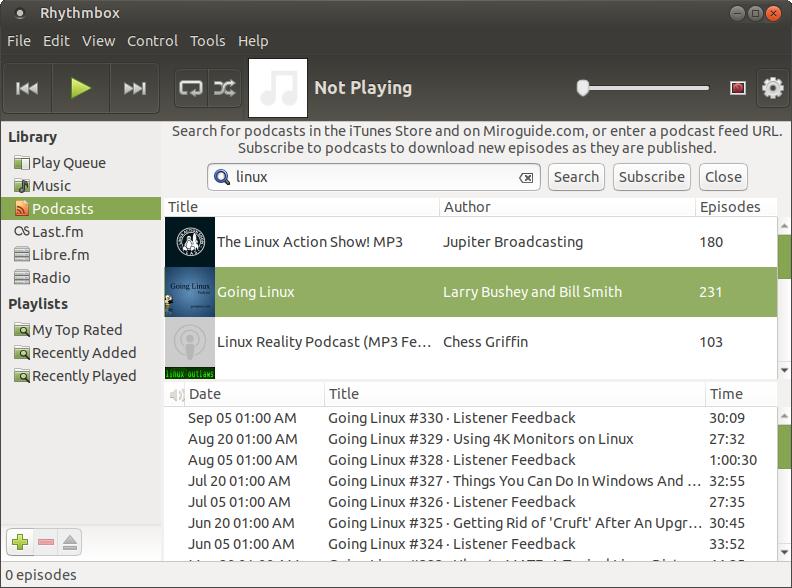 Rhythmbox
File Edit View Control Tools Help
Not Playing
Library
Play Queue
Music
Podcasts
Last.fm
Libre.fm
Radio
Playlists
My Top Rated
Recently Added
Recently Played
Search for podcasts in the iTunes Store and on Miroguide.com, or enter a podcast feed URL.
Subscribe to podcasts to download new episodes as they are published.
linux Search Subscribe Close
Title Author Episodes
The Linux Action Show! MP3 Jupiter Broadcasting 180
Going Linux Larry Bushey and Bill Smith 231
Linux Reality Podcast (MP3 Fe... Chess Griffin 103
linux outlaws
Date Title Time
Sep 05 01:00 AM Going Linux #330 · Listener Feedback 30:09
Aug 20 01:00 AM Going Linux #329 · Using 4K Monitors on Linux 27:32
Aug 05 01:00 AM Going Linux #328 · Listener Feedback 1:00:30
Jul 20 01:00 AM Going Linux #327 · Things You Can Do In Windows And ... 32:55
Jul 05 01:00 AM Going Linux #326 · Listener Feedback 27:35
Jun 20 01:00 AM Going Linux #325 · Getting Rid of 'Cruft' After An Upgr... 30:45
Jun 05 01:00 AM Going Linux #324 · Listener Feedback 33:52
0 episodes